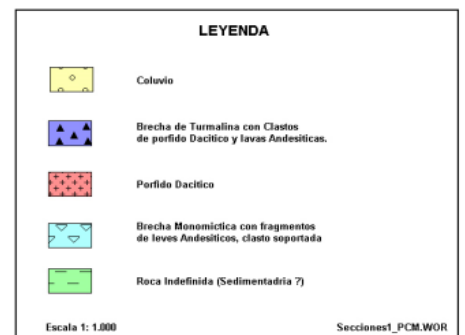 LEYENDA
Coluvio
Brecha de Turmalina con Clastos
de porfido Dacitico y lavas Andesiticas.
Porfido Dacitico
Brecha Monomictica con fragmentos
de leves Andesiticos, clasto soportada
Roca Indefinida (Sedimentadria ?)
Escala 1: 1.000
Secciones1_PCM.WOR